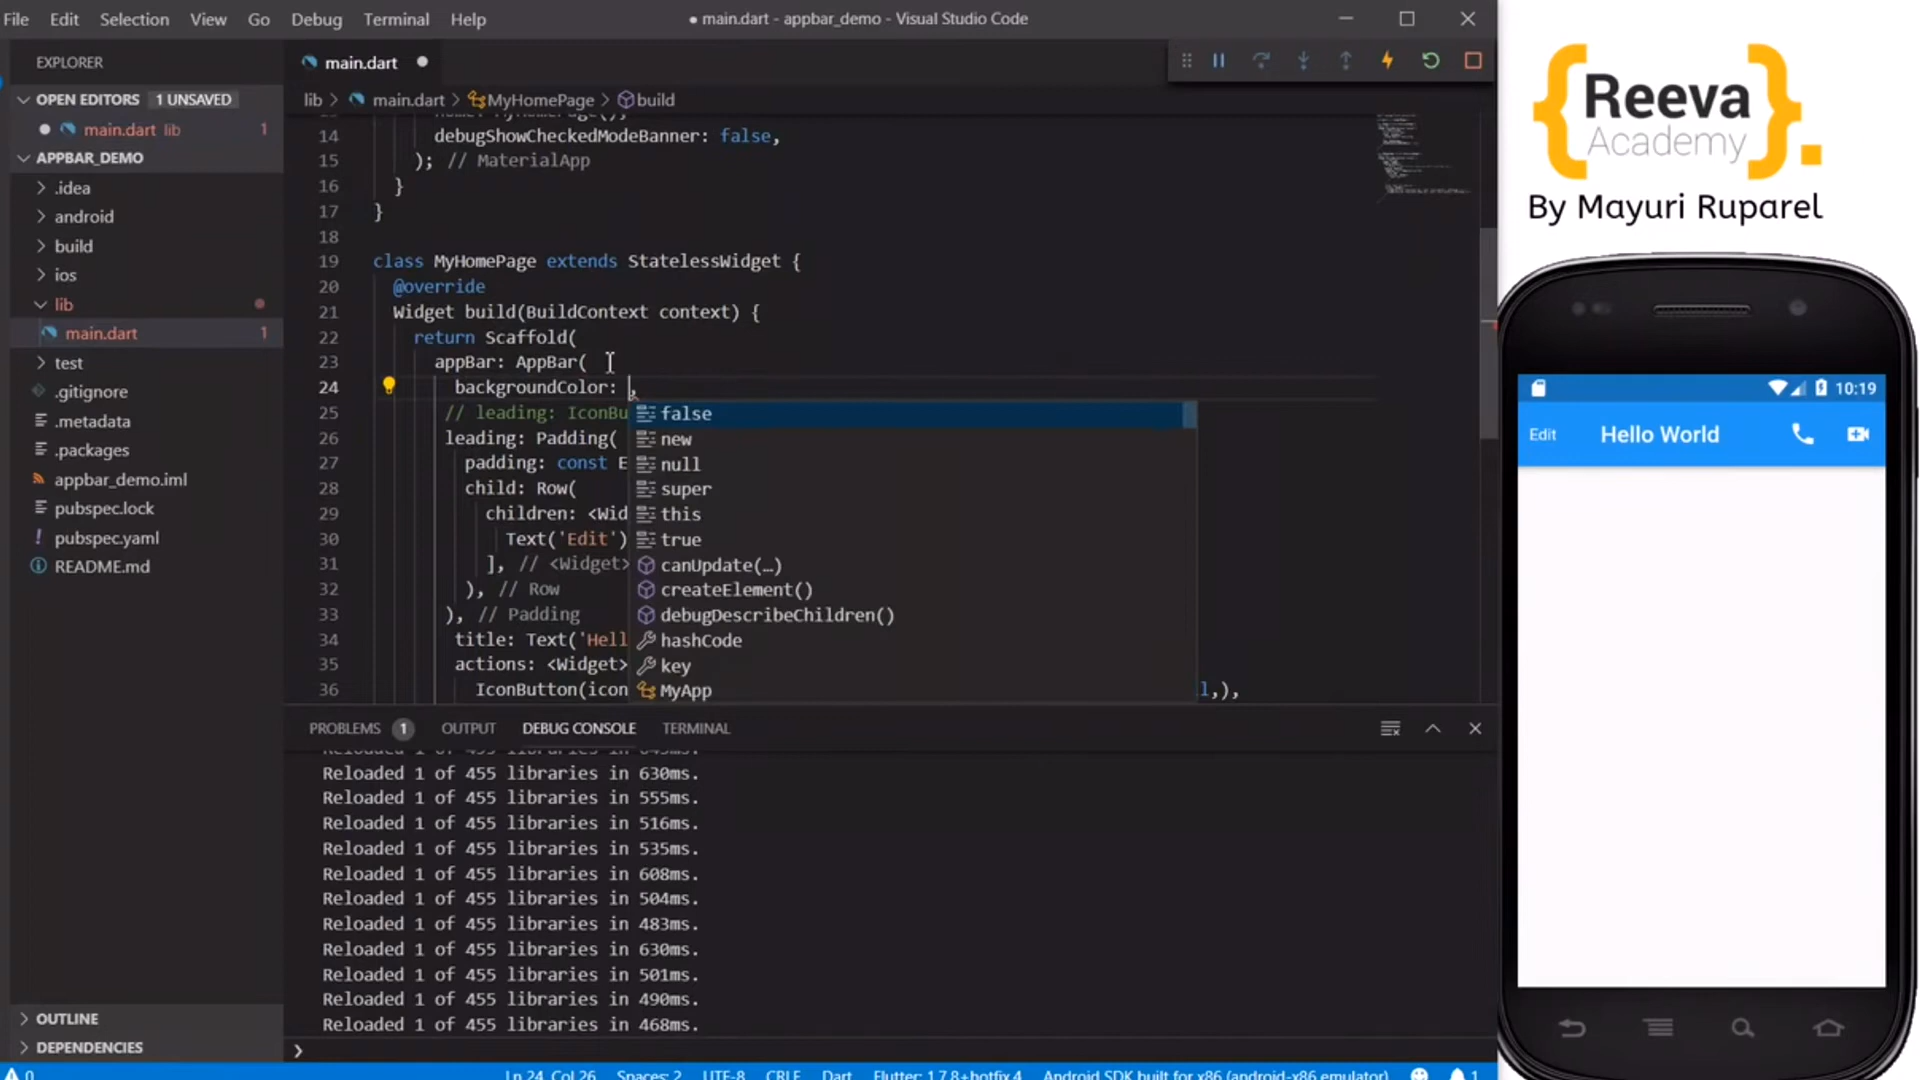 File Edit Selection View Go Debug Terminal Help
● main.dart - appbar_demo - Visual Studio Code
EXPLORER
OPEN EDITORS 1 UNSAVED
main.dart lib 1
APPBAR_DEMO
.idea
android
build
ios
lib
main.dart 1
test
.gitignore
.metadata
.packages
appbar_demo.iml
pubspec.lock
pubspec.yaml
README.md
OUTLINE
DEPENDENCIES
main.dart
lib > main.dart > MyHomePage > build
14 debugShowCheckedModeBanner: false,
15 ); // MaterialApp
16 }
17 }
18
19 class MyHomePage extends StatelessWidget {
20 @override
21 Widget build(BuildContext context) {
22 return Scaffold(
23 appBar: AppBar(
24 backgroundColor: ,
25 // leading: IconBu
26 leading: Padding(
27 padding: const E
28 child: Row(
29 children: <Wid
30 Text('Edit')
31 ], // <Widget>
32 ), // Row
33 ), // Padding
34 title: Text('Hell
35 actions: <Widget>
36 IconButton(icon l,),
false
new
null
super
this
true
canUpdate(…)
createElement()
debugDescribeChildren()
hashCode
key
MyApp
PROBLEMS 1 OUTPUT DEBUG CONSOLE TERMINAL
Reloaded 1 of 455 libraries in 630ms.
Reloaded 1 of 455 libraries in 555ms.
Reloaded 1 of 455 libraries in 516ms.
Reloaded 1 of 455 libraries in 535ms.
Reloaded 1 of 455 libraries in 608ms.
Reloaded 1 of 455 libraries in 504ms.
Reloaded 1 of 455 libraries in 483ms.
Reloaded 1 of 455 libraries in 630ms.
Reloaded 1 of 455 libraries in 501ms.
Reloaded 1 of 455 libraries in 490ms.
Reloaded 1 of 455 libraries in 468ms.
0 Ln 24, Col 26 Spaces: 2 UTF-8 CRLF Dart Flutter: 1.7.8+hotfix.4 Android SDK built for x86 (android-x86 emulator) 1
Reeva
Academy
By Mayuri Ruparel
10:19
Edit Hello World